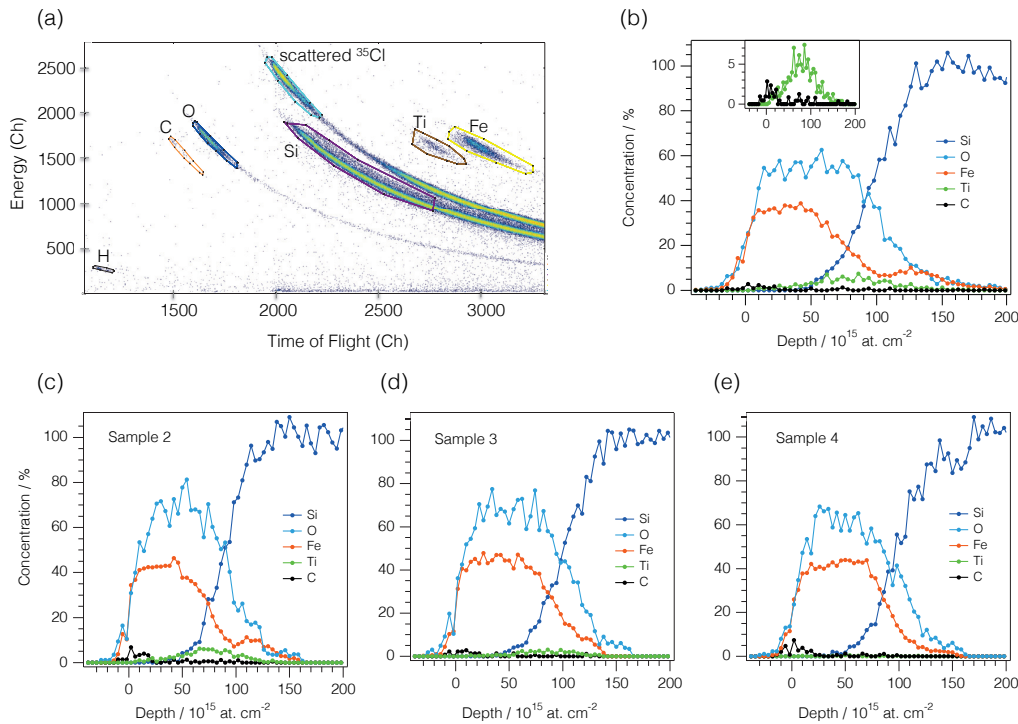 (a)
scattered ³⁵Cl
C
O
Si
Ti
Fe
H
2500
2000
1500
1000
500
Energy (Ch)
1500
2000
2500
3000
Time of Flight (Ch)
(b)
5
0
0
100
200
100
80
60
40
20
0
Concentration / %
Si
O
Fe
Ti
C
0
50
100
150
200
Depth / 10¹⁵ at. cm⁻²
(c)
Sample 2
100
80
60
40
20
0
Concentration / %
Si
O
Fe
Ti
C
0
50
100
150
200
Depth / 10¹⁵ at. cm⁻²
(d)
Sample 3
100
80
60
40
20
0
Si
O
Fe
Ti
C
0
50
100
150
200
Depth / 10¹⁵ at. cm⁻²
(e)
Sample 4
100
80
60
40
20
0
Si
O
Fe
Ti
C
0
50
100
150
200
Depth / 10¹⁵ at. cm⁻²